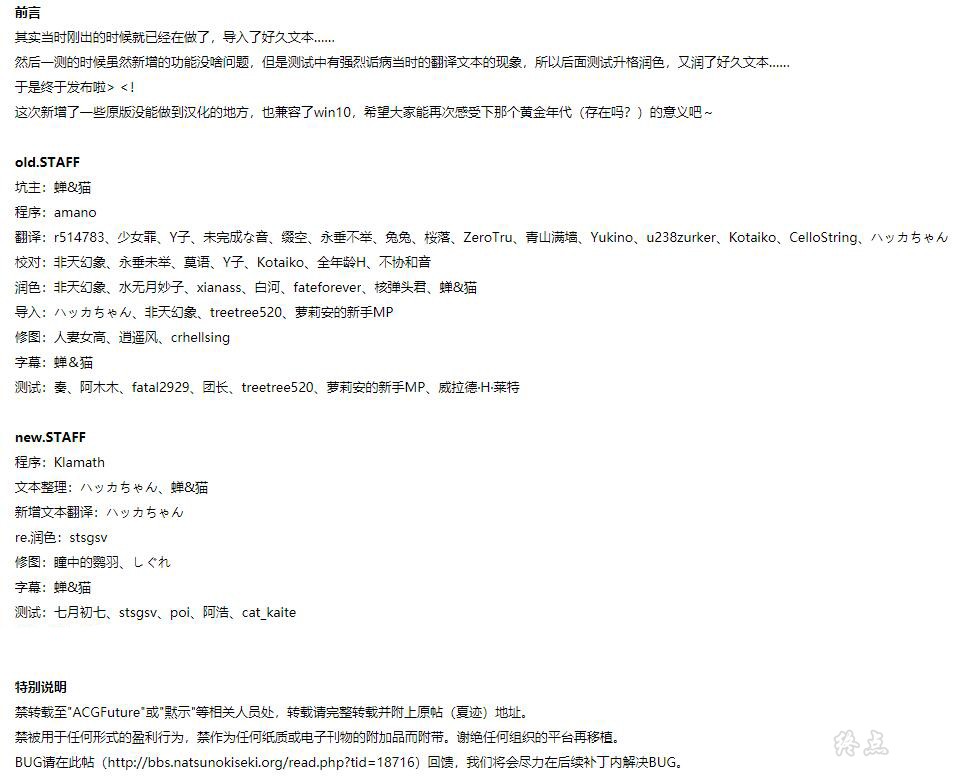 前言
其实当时刚出的时候就已经在做了，导入了好久文本......
然后一测的时候虽然新增的功能没啥问题，但是测试中有强烈诟病当时的翻译文本的现象，所以后面测试升格润色，又润了好久文本......
于是终于发布啦> <！
这次新增了一些原版没能做到汉化的地方，也兼容了win10，希望大家能再次感受下那个黄金年代（存在吗？）的意义吧～
old.STAFF
坑主：蝉&猫
程序：amano
翻译：r514783、少女罪、Y子、未完成な音、缀空、永垂不举、兔兔、桜落、ZeroTru、青山满墙、Yukino、u238zurker、Kotaiko、CelloString、ハッカちゃん
校对：非天幻象、永垂未举、莫语、Y子、Kotaiko、全年龄H、不协和音
润色：非天幻象、水无月妙子、xianass、白河、fateforever、核弹头君、蝉&猫
导入：ハッカちゃん、非天幻象、treetree520、萝莉安的新手MP
修图：人妻女高、逍遥风、crhellsing
字幕：蝉＆猫
测试：秦、阿木木、fatal2929、团长、treetree520、萝莉安的新手MP、威拉德·H·莱特
new.STAFF
程序：Klamath
文本整理：ハッカちゃん、蝉&猫
新增文本翻译：ハッカちゃん
re.润色：stsgsv
修图：瞳中的鹦羽、しぐれ
字幕：蝉&猫
测试：七月初七、stsgsv、poi、阿浩、cat_kaite
特别说明
禁转载至"ACGFuture"或"默示"等相关人员处，转载请完整转载并附上原帖（夏迹）地址。
禁被用于任何形式的盈利行为，禁作为任何纸质或电子刊物的附加品而附带。谢绝任何组织的平台再移植。
BUG请在此帖（http://bbs.natsunokiseki.org/read.php?tid=18716）回馈，我们将会尽力在后续补丁内解决BUG。
终点